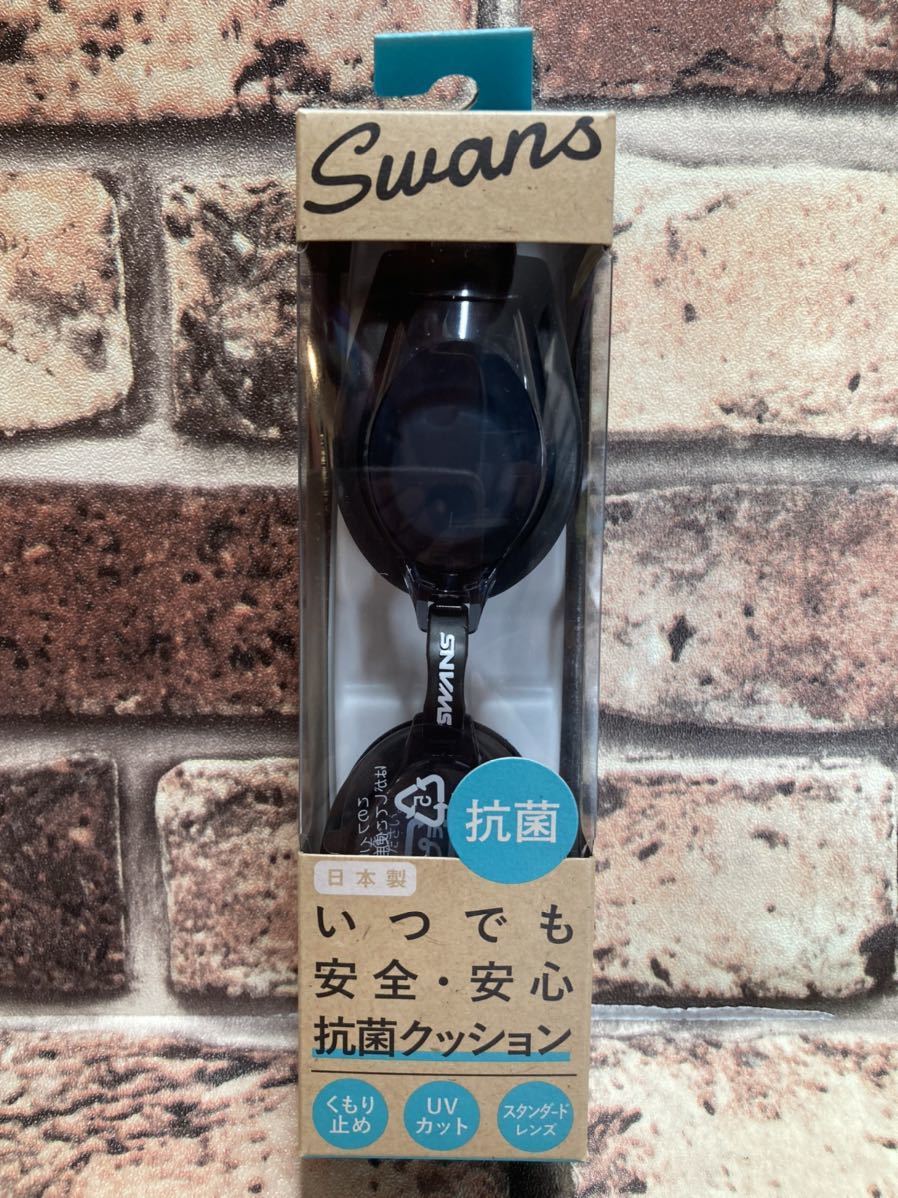 Swans
SWANS
抗菌
日本製
いつでも
安全・安心
抗菌クッション
くもり
止め
UV
カット
スタンダード
レンズ